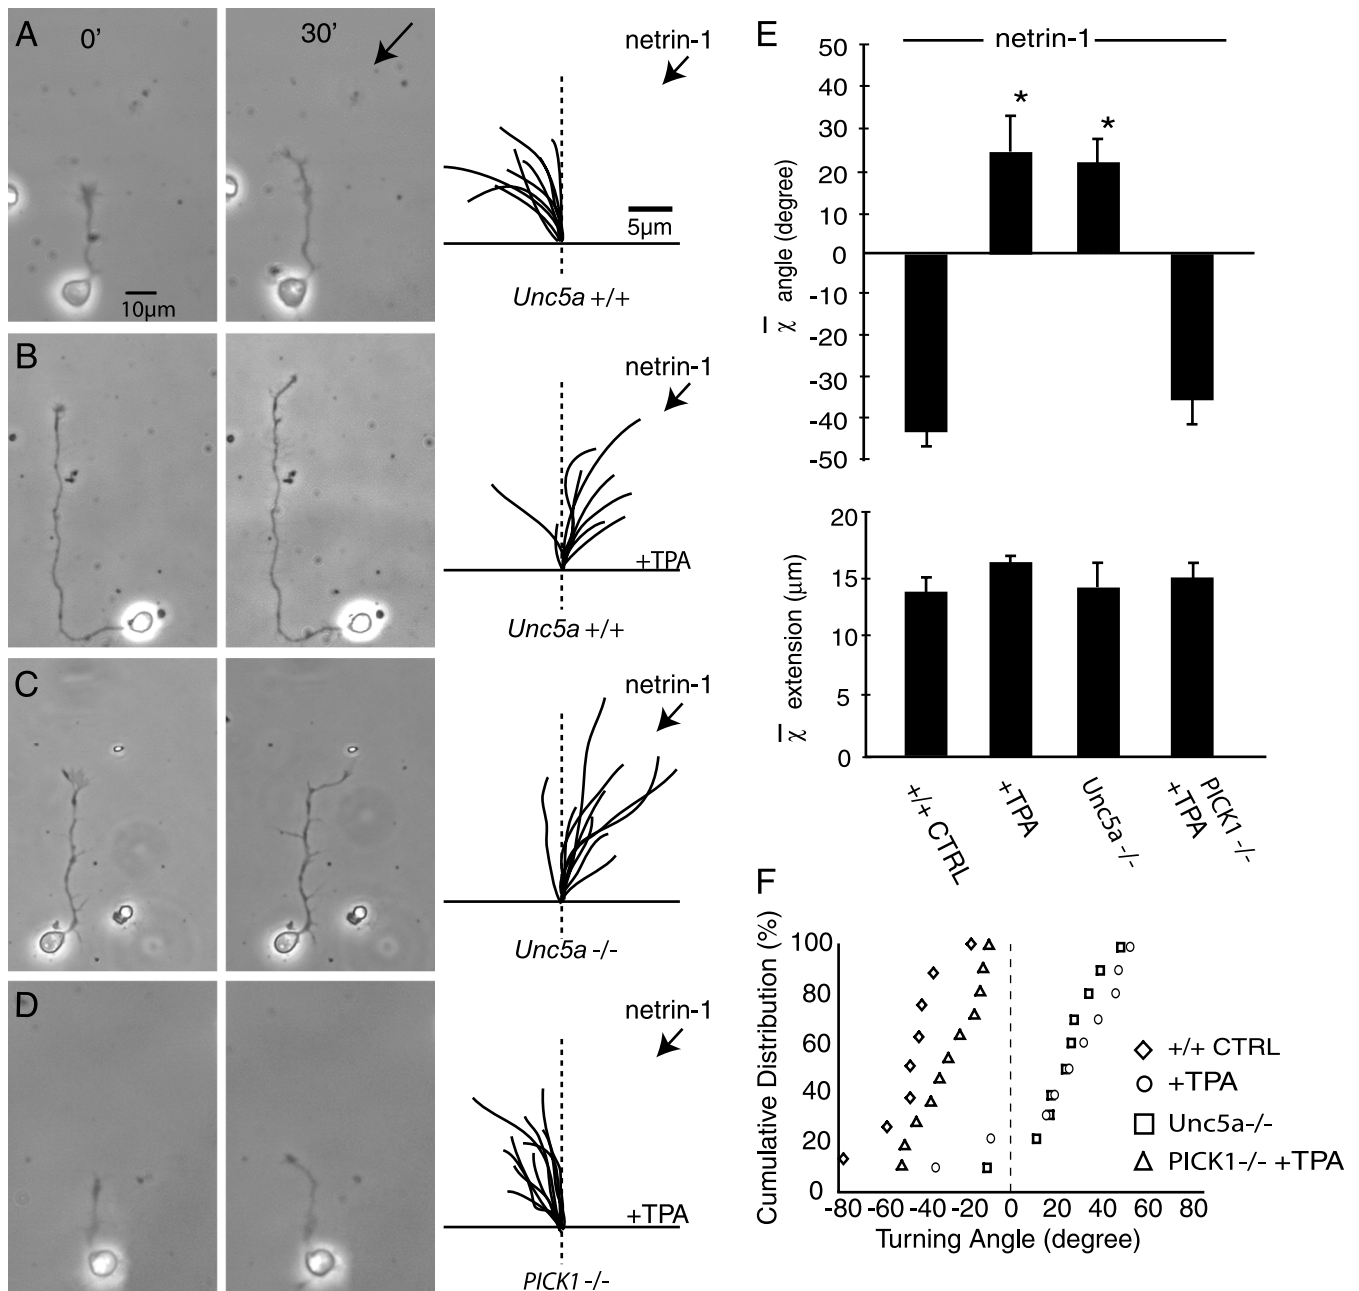 A
0'
30'
10µm
netrin-1
5µm
Unc5a +/+
B
netrin-1
+TPA
Unc5a +/+
C
netrin-1
Unc5a -/-
D
netrin-1
+TPA
PICK1 -/-
E
netrin-1
50
40
30
20
10
0
-10
-20
-30
-40
-50
* *
χ̅ angle (degree)
20
15
10
5
0
χ̅ extension (µm)
+/+ CTRL
+TPA
Unc5a -/-
PICK1 -/-
+TPA
F
Cumulative Distribution (%)
100
80
60
40
20
0
-80 -60 -40 -20 0 20 40 60 80
Turning Angle (degree)
+/+ CTRL
+TPA
Unc5a-/-
PICK1-/- +TPA